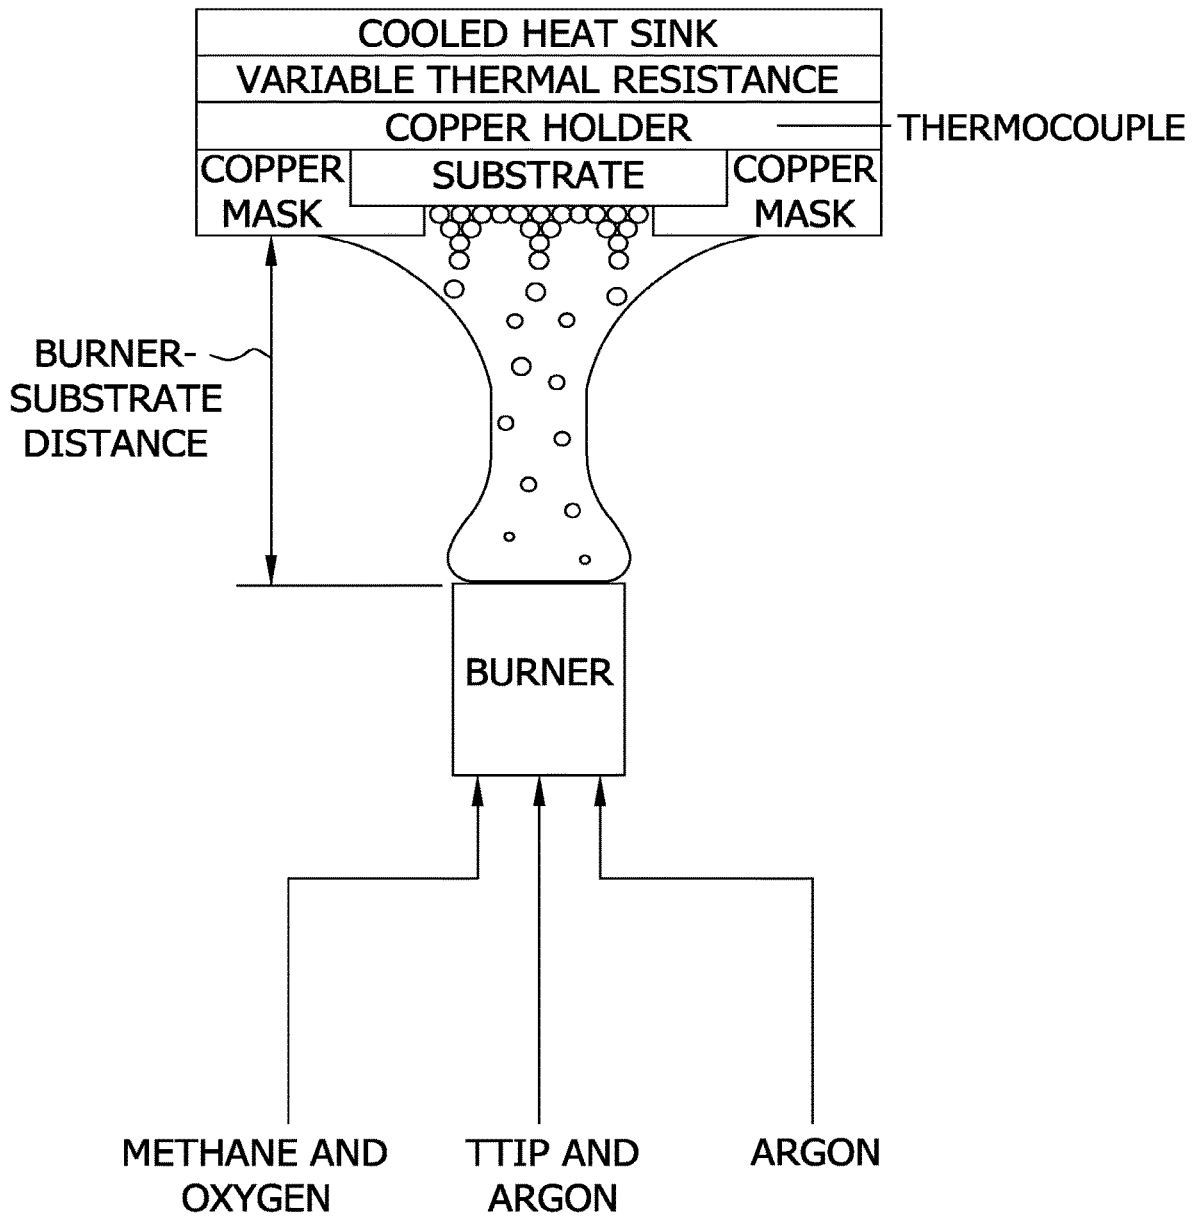 COOLED HEAT SINK
VARIABLE THERMAL RESISTANCE
COPPER HOLDER
THERMOCOUPLE
COPPER
MASK
SUBSTRATE
COPPER
MASK
BURNER-
SUBSTRATE
DISTANCE
BURNER
METHANE AND
OXYGEN
TTIP AND
ARGON
ARGON